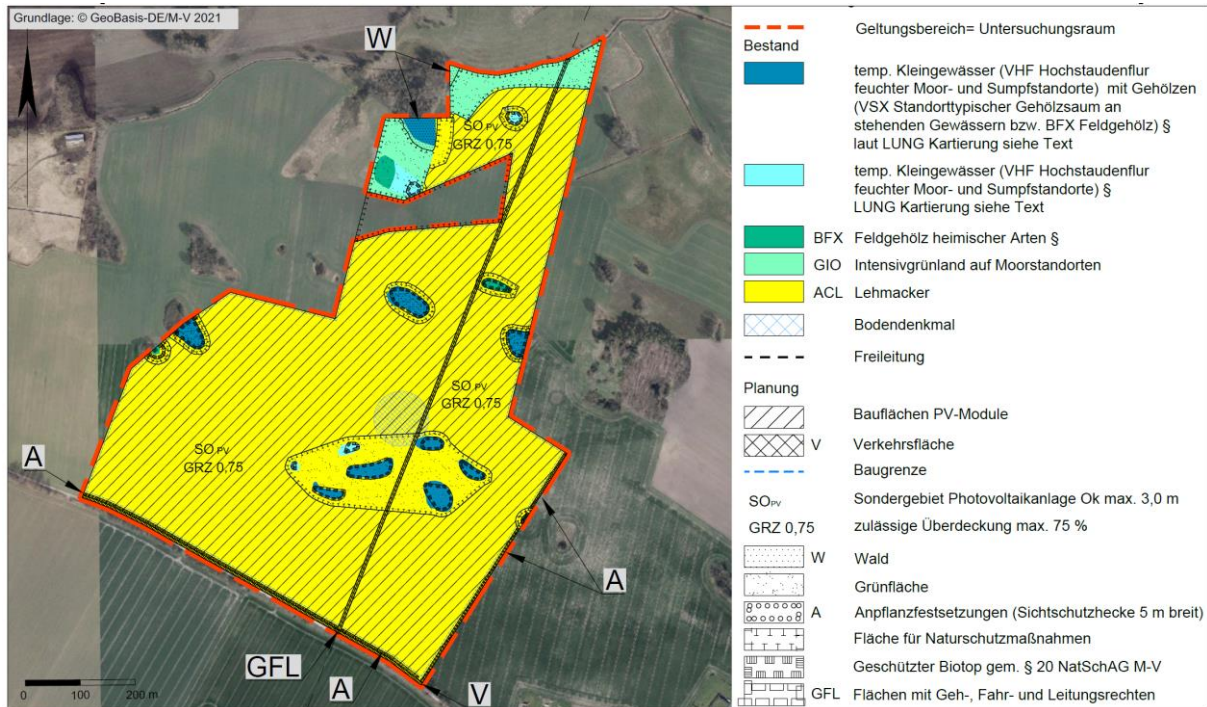 Grundlage: © GeoBasis-DE/M-V 2021
W
SO PV
GRZ 0,75
SO PV
GRZ 0,75
SO PV
GRZ 0,75
A
A
GFL
A
V
0 100 200 m
Geltungsbereich= Untersuchungsraum
Bestand
temp. Kleingewässer (VHF Hochstaudenflur
feuchter Moor- und Sumpfstandorte) mit Gehölzen
(VSX Standorttypischer Gehölzsaum an
stehenden Gewässern bzw. BFX Feldgehölz) §
laut LUNG Kartierung siehe Text
temp. Kleingewässer (VHF Hochstaudenflur
feuchter Moor- und Sumpfstandorte) §
LUNG Kartierung siehe Text
BFX Feldgehölz heimischer Arten §
GIO Intensivgrünland auf Moorstandorten
ACL Lehmacker
Bodendenkmal
Freileitung
Planung
Bauflächen PV-Module
V Verkehrsfläche
Baugrenze
SOPV Sondergebiet Photovoltaikanlage Ok max. 3,0 m
GRZ 0,75 zulässige Überdeckung max. 75 %
W Wald
Grünfläche
A Anpflanzfestsetzungen (Sichtschutzhecke 5 m breit)
Fläche für Naturschutzmaßnahmen
Geschützter Biotop gem. § 20 NatSchAG M-V
GFL Flächen mit Geh-, Fahr- und Leitungsrechten